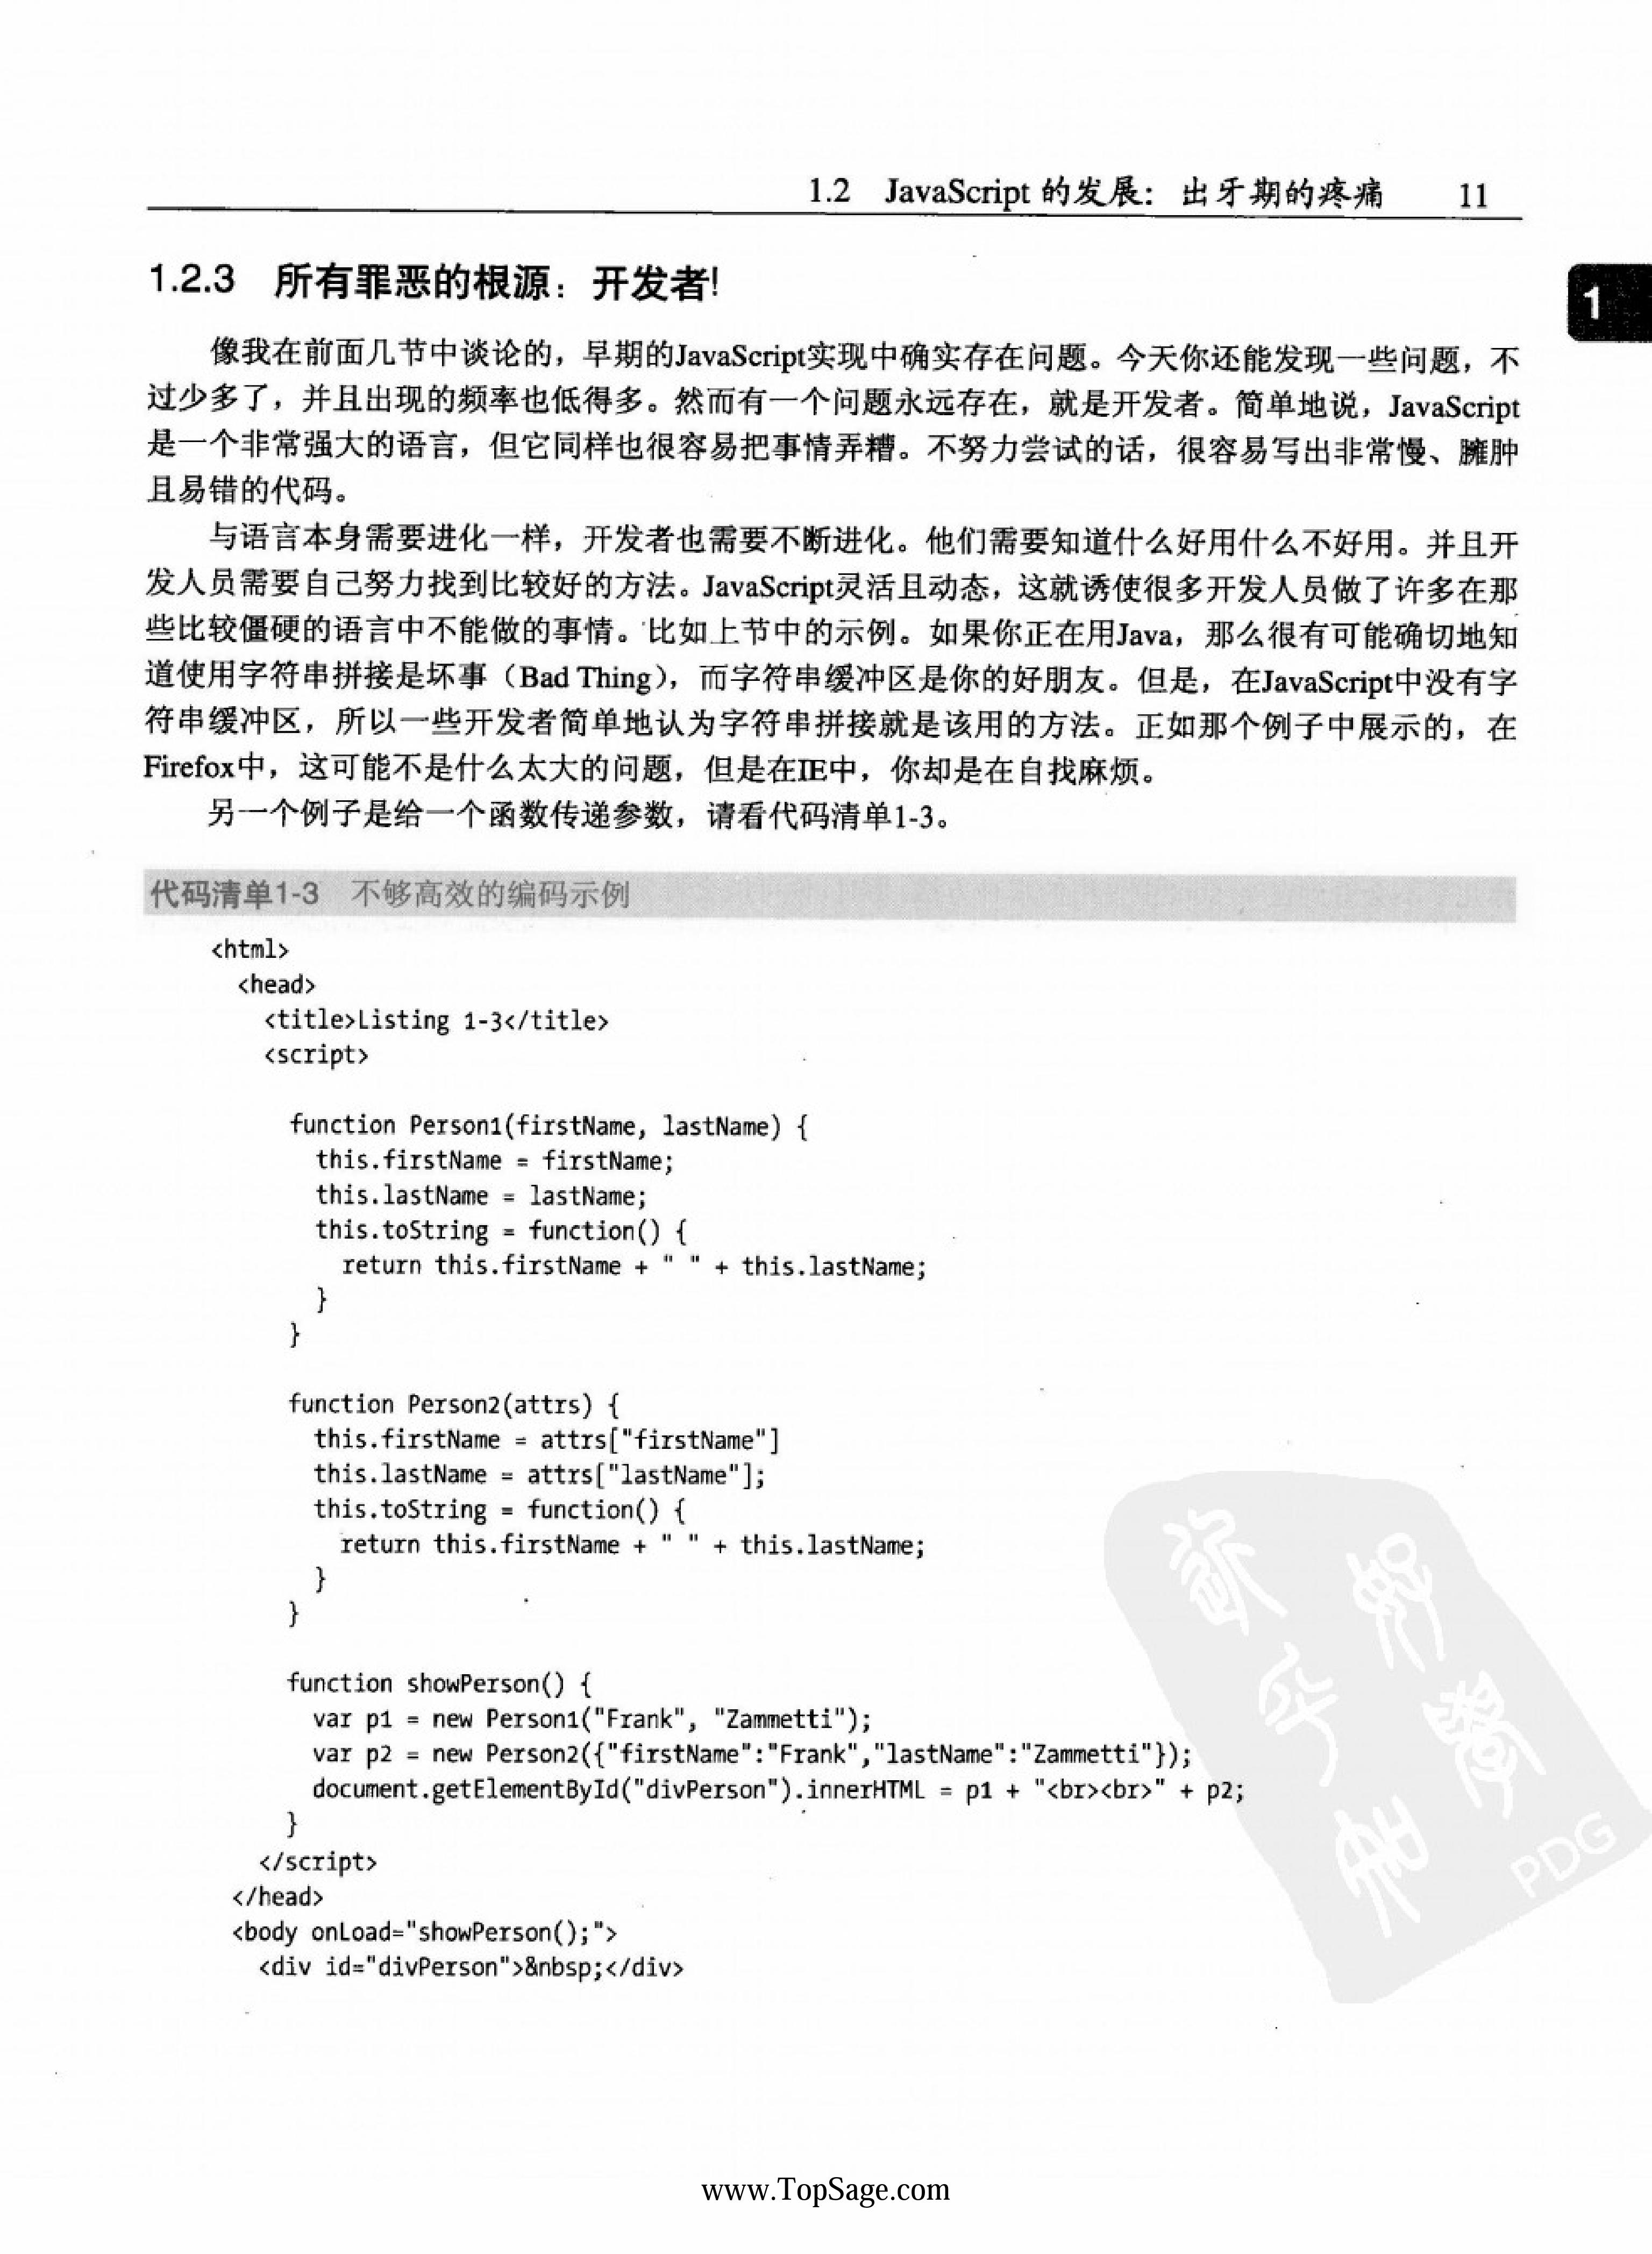 1.2 JavaScript 的发展：出牙期的疼痛 11
1.2.3 所有罪恶的根源：开发者!
1
像我在前面几节中谈论的，早期的JavaScript实现中确实存在问题。今天你还能发现一些问题，不
过少多了，并且出现的频率也低得多。然而有一个问题永远存在，就是开发者。简单地说，JavaScript
是一个非常强大的语言，但它同样也很容易把事情弄糟。不努力尝试的话，很容易写出非常慢、臃肿
且易错的代码。
与语言本身需要进化一样，开发者也需要不断进化。他们需要知道什么好用什么不好用。并且开
发人员需要自己努力找到比较好的方法。JavaScript灵活且动态，这就诱使很多开发人员做了许多在那
些比较僵硬的语言中不能做的事情。比如上节中的示例。如果你正在用Java，那么很有可能确切地知
道使用字符串拼接是坏事（Bad Thing），而字符串缓冲区是你的好朋友。但是，在JavaScript中没有字
符串缓冲区，所以一些开发者简单地认为字符串拼接就是该用的方法。正如那个例子中展示的，在
Firefox中，这可能不是什么太大的问题，但是在IE中，你却是在自找麻烦。
另一个例子是给一个函数传递参数，请看代码清单1-3。
代码清单1-3 不够高效的编码示例
<html>
<head>
<title>Listing 1-3</title>
<script>
function Person1(firstName, lastName) {
this.firstName = firstName;
this.lastName = lastName;
this.toString = function() {
return this.firstName + " " + this.lastName;
}
}
function Person2(attrs) {
this.firstName = attrs["firstName"]
this.lastName = attrs["lastName"];
this.toString = function() {
return this.firstName + " " + this.lastName;
}
}
function showPerson() {
var p1 = new Person1("Frank", "Zammetti");
var p2 = new Person2({"firstName":"Frank","lastName":"Zammetti"});
document.getElementById("divPerson").innerHTML = p1 + "<br><br>" + p2;
}
</script>
</head>
<body onLoad="showPerson();">
<div id="divPerson">&nbsp;</div>
PDG
www.TopSage.com